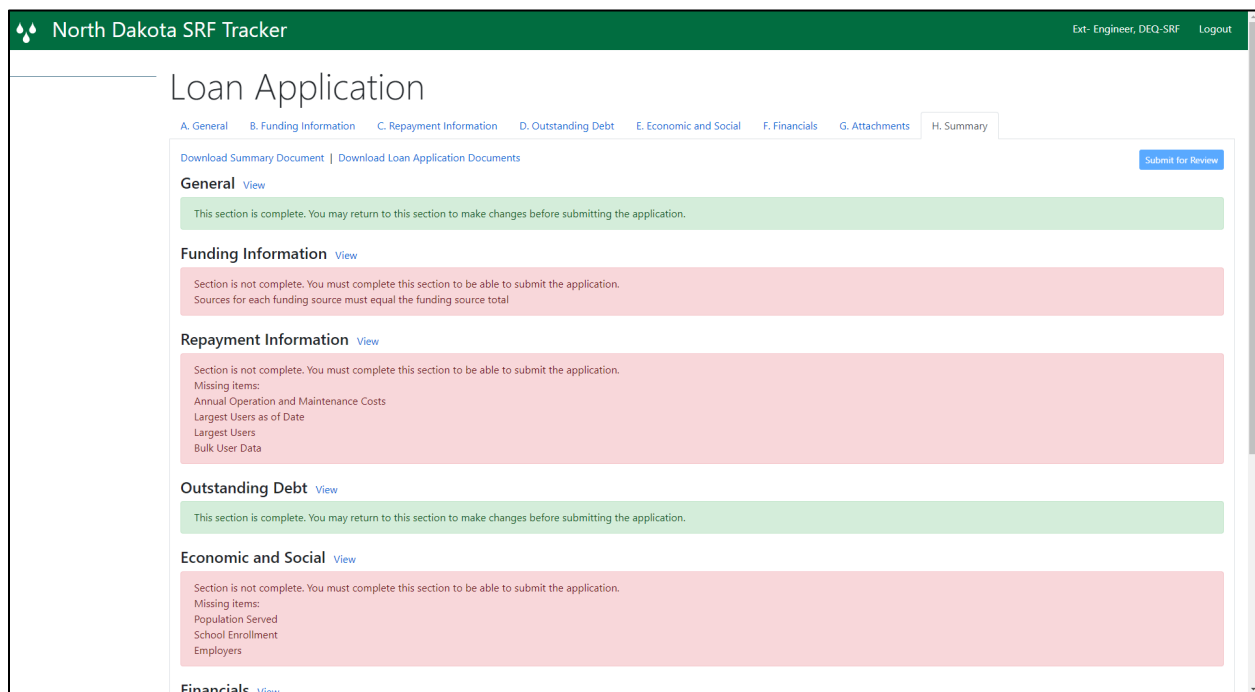 North Dakota SRF Tracker
Ext- Engineer, DEQ-SRF Logout
Loan Application
A. General B. Funding Information C. Repayment Information D. Outstanding Debt E. Economic and Social F. Financials G. Attachments H. Summary
Download Summary Document | Download Loan Application Documents
Submit for Review
General View
This section is complete. You may return to this section to make changes before submitting the application.
Funding Information View
Section is not complete. You must complete this section to be able to submit the application.
Sources for each funding source must equal the funding source total
Repayment Information View
Section is not complete. You must complete this section to be able to submit the application.
Missing items:
Annual Operation and Maintenance Costs
Largest Users as of Date
Largest Users
Bulk User Data
Outstanding Debt View
This section is complete. You may return to this section to make changes before submitting the application.
Economic and Social View
Section is not complete. You must complete this section to be able to submit the application.
Missing items:
Population Served
School Enrollment
Employers
Financials View